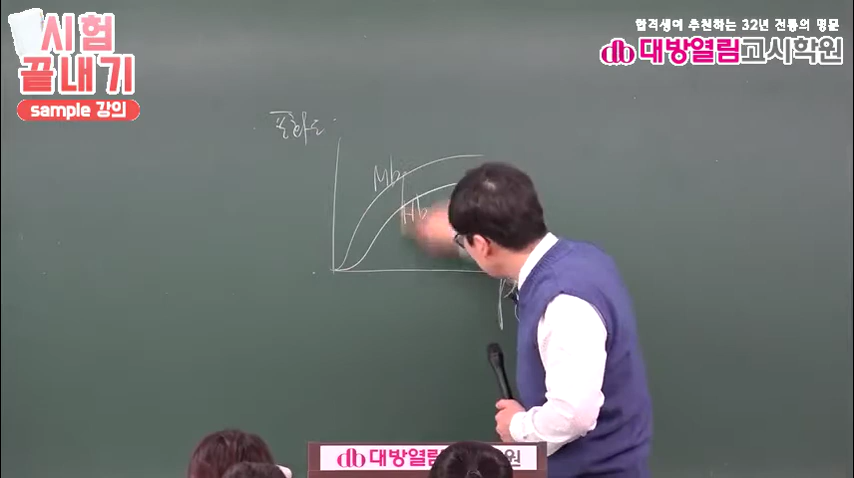 시험
끝내기
sample 강의
합격생이 추천하는 32년 전통의 명문
대방열림고시학원
포화도
Mb
Hb
대방열림
원